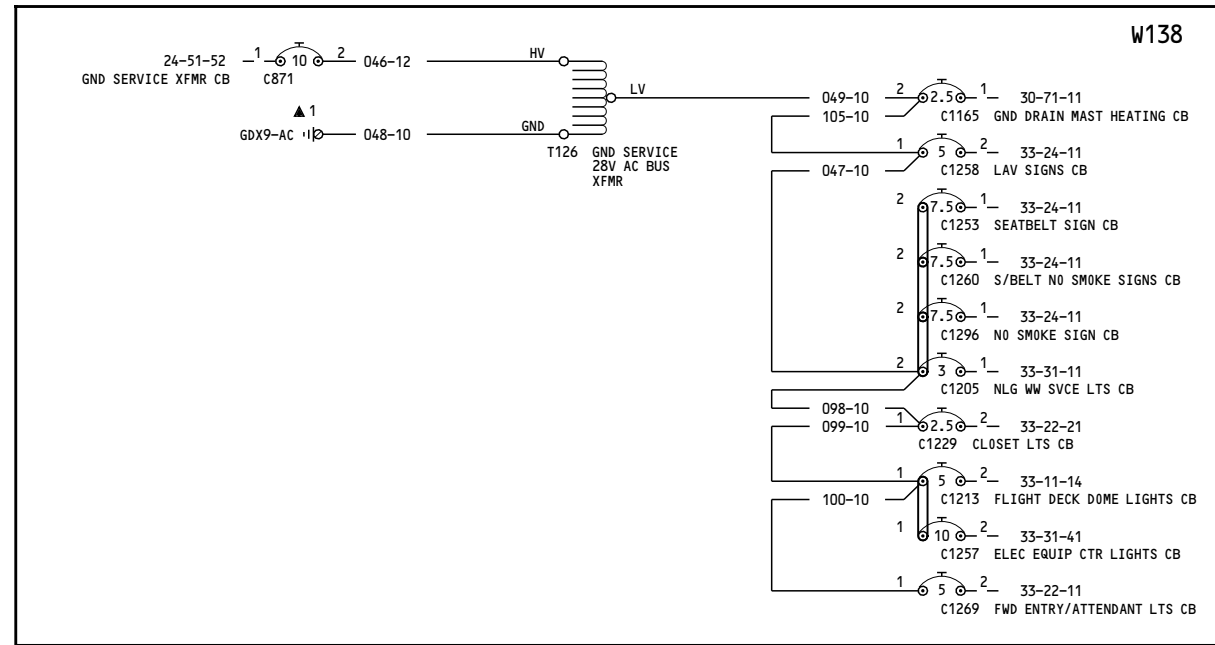 W138
24-51-52 1 10 2 046-12 HV
GND SERVICE XFMR CB C871
LV
▲ 1
GDX9-AC 048-10 GND
T126 GND SERVICE
28V AC BUS
XFMR
049-10 2 2.5 1 30-71-11
105-10 C1165 GND DRAIN MAST HEATING CB
1 5 2 33-24-11
047-10 C1258 LAV SIGNS CB
2 7.5 1 33-24-11
C1253 SEATBELT SIGN CB
2 7.5 1 33-24-11
C1260 S/BELT NO SMOKE SIGNS CB
2 7.5 1 33-24-11
C1296 NO SMOKE SIGN CB
2 3 1 33-31-11
C1205 NLG WW SVCE LTS CB
098-10
099-10 1 2.5 2 33-22-21
C1229 CLOSET LTS CB
1 5 2 33-11-14
100-10 C1213 FLIGHT DECK DOME LIGHTS CB
1 10 2 33-31-41
C1257 ELEC EQUIP CTR LIGHTS CB
1 5 2 33-22-11
C1269 FWD ENTRY/ATTENDANT LTS CB